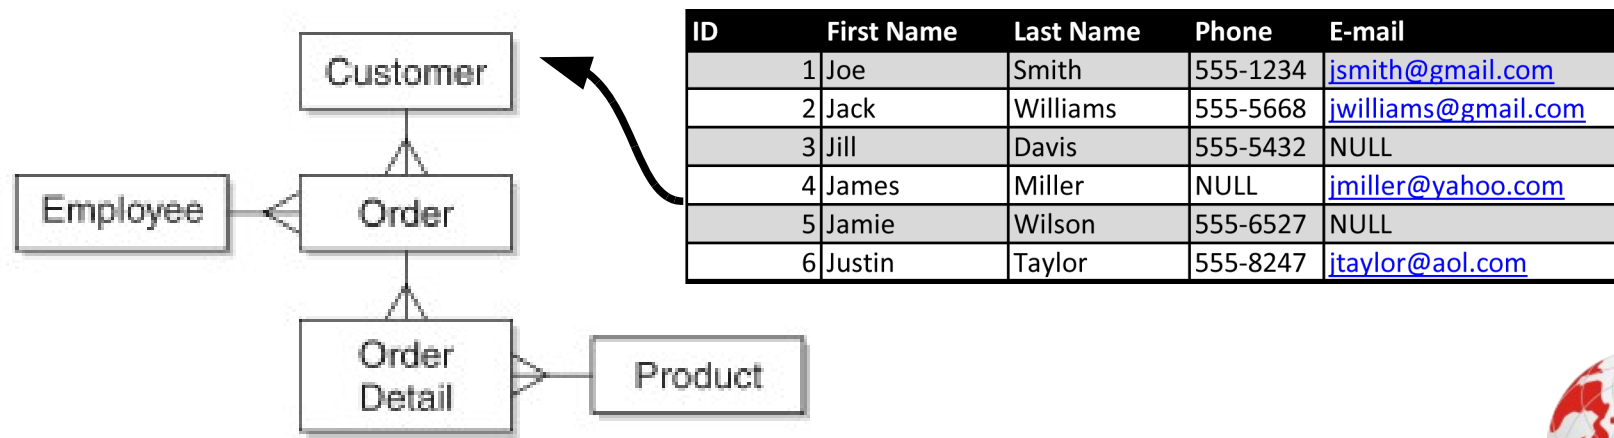 Customer
Employee
Order
Order
Detail
Product
ID First Name Last Name Phone E-mail
1 Joe Smith 555-1234 jsmith@gmail.com
2 Jack Williams 555-5668 jwilliams@gmail.com
3 Jill Davis 555-5432 NULL
4 James Miller NULL jmiller@yahoo.com
5 Jamie Wilson 555-6527 NULL
6 Justin Taylor 555-8247 jtaylor@aol.com